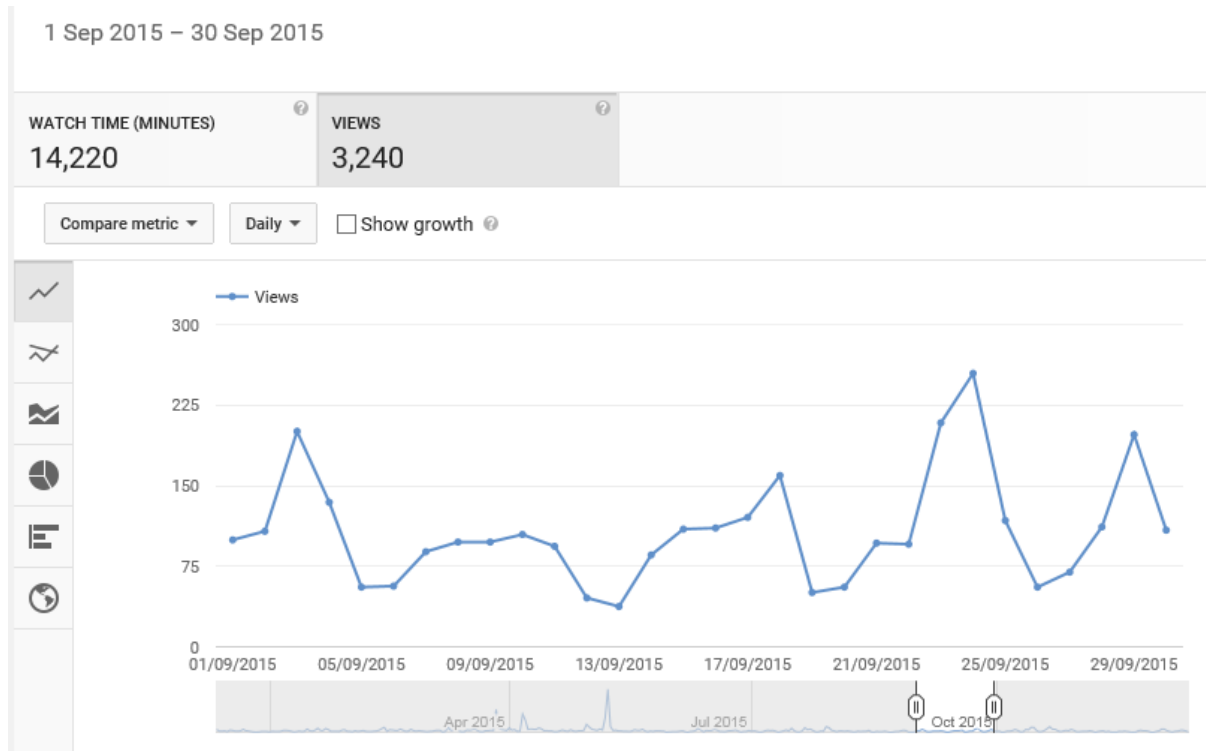 1 Sep 2015 – 30 Sep 2015
WATCH TIME (MINUTES) ?
14,220
VIEWS ?
3,240
Compare metric
Daily
Show growth ?
Views
300
225
150
75
0
01/09/2015 05/09/2015 09/09/2015 13/09/2015 17/09/2015 21/09/2015 25/09/2015 29/09/2015
Apr 2015 Jul 2015 Oct 2015